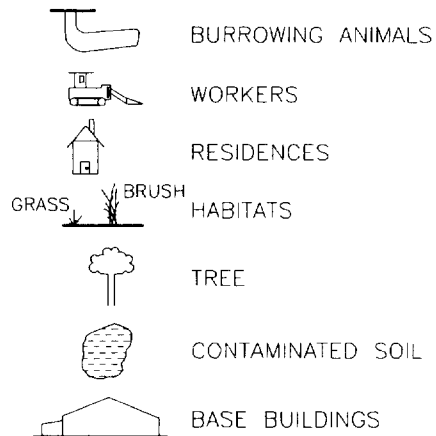 BURROWING ANIMALS
WORKERS
RESIDENCES
GRASS BRUSH HABITATS
TREE
CONTAMINATED SOIL
BASE BUILDINGS